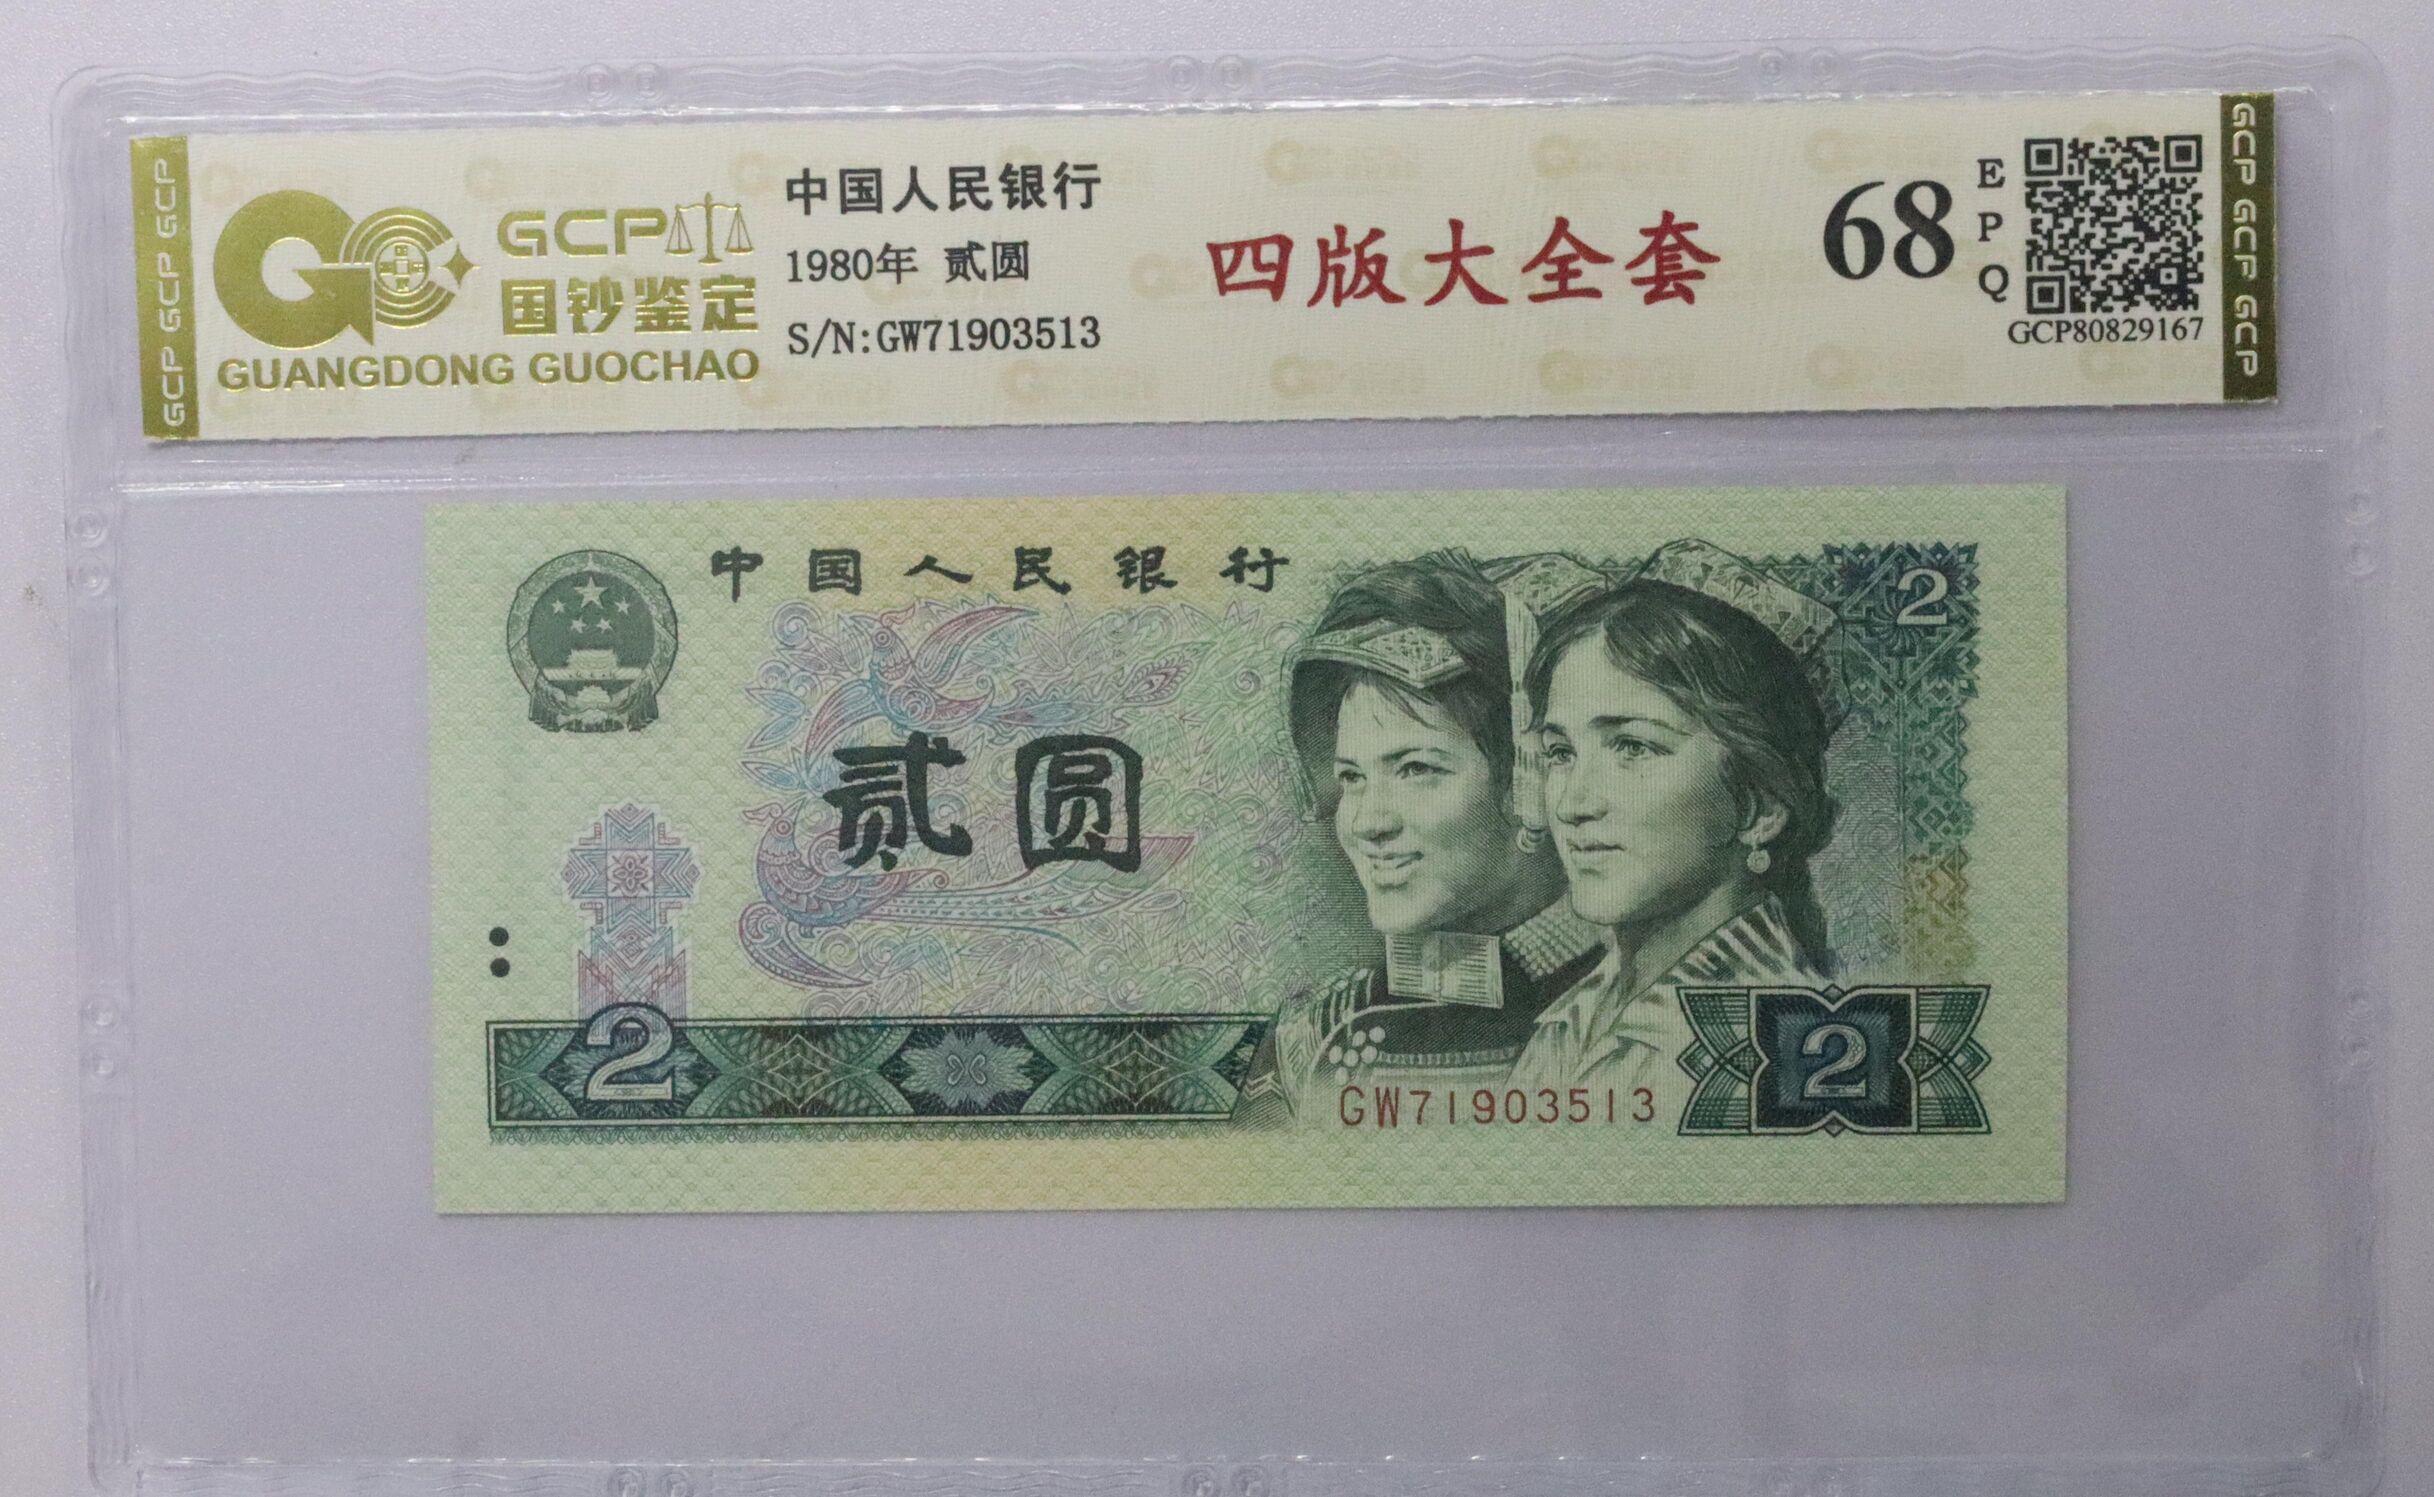 GCP GCP GCP
GCP
国钞鉴定
GUANGDONG GUOCHAO
中国人民银行
1980年 贰圆
S/N:GW71903513
四版大全套
68
E
P
Q
GCP80829167
GCP GCP GCP
中国人民银行
2
贰圆
2
GW71903513
2